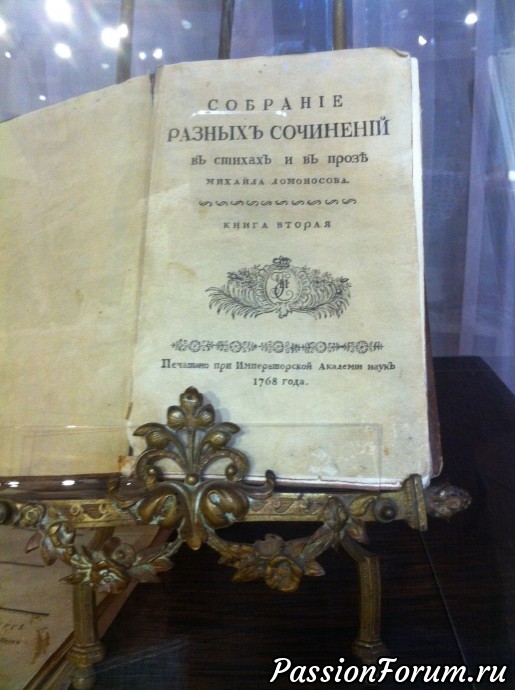 СОБРАНІЕ
РАЗНЫХЪ СОЧИНЕНІЙ
въ стихахъ и въ прозѣ
МИХАЙЛА ЛОМОНОСОВА.
КНИГА ВТОРАЯ
Печатано при Императорской Академіи наукъ
1768 года.
PassionForum.ru